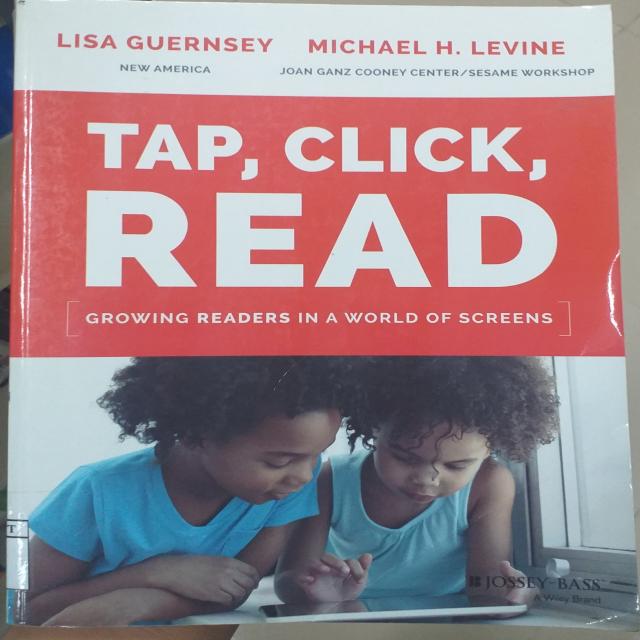 LISA GUERNSEY MICHAEL H. LEVINE
NEW AMERICA JOAN GANZ COONEY CENTER/SESAME WORKSHOP
TAP, CLICK,
READ
[GROWING READERS IN A WORLD OF SCREENS]
T
JOSSEY-BASS
A Wiley Brand